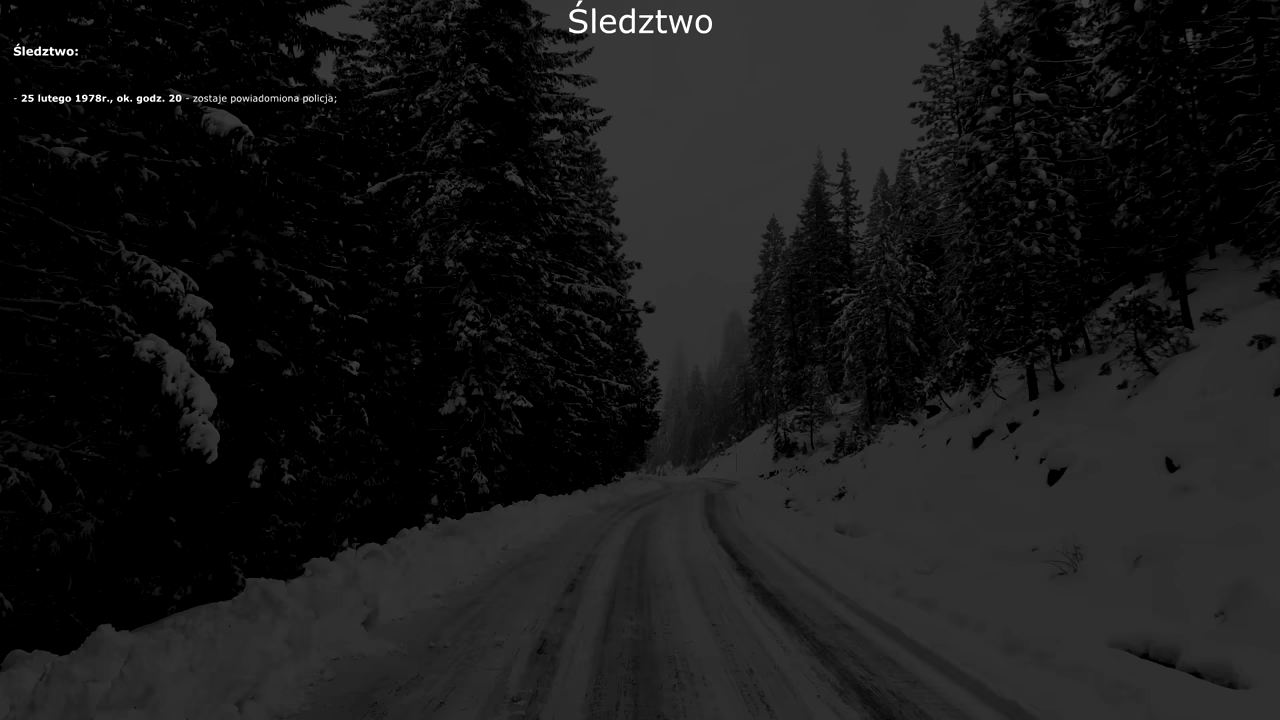 Śledztwo
Śledztwo:
- 25 lutego 1978r., ok. godz. 20 - zostaje powiadomiona policja;